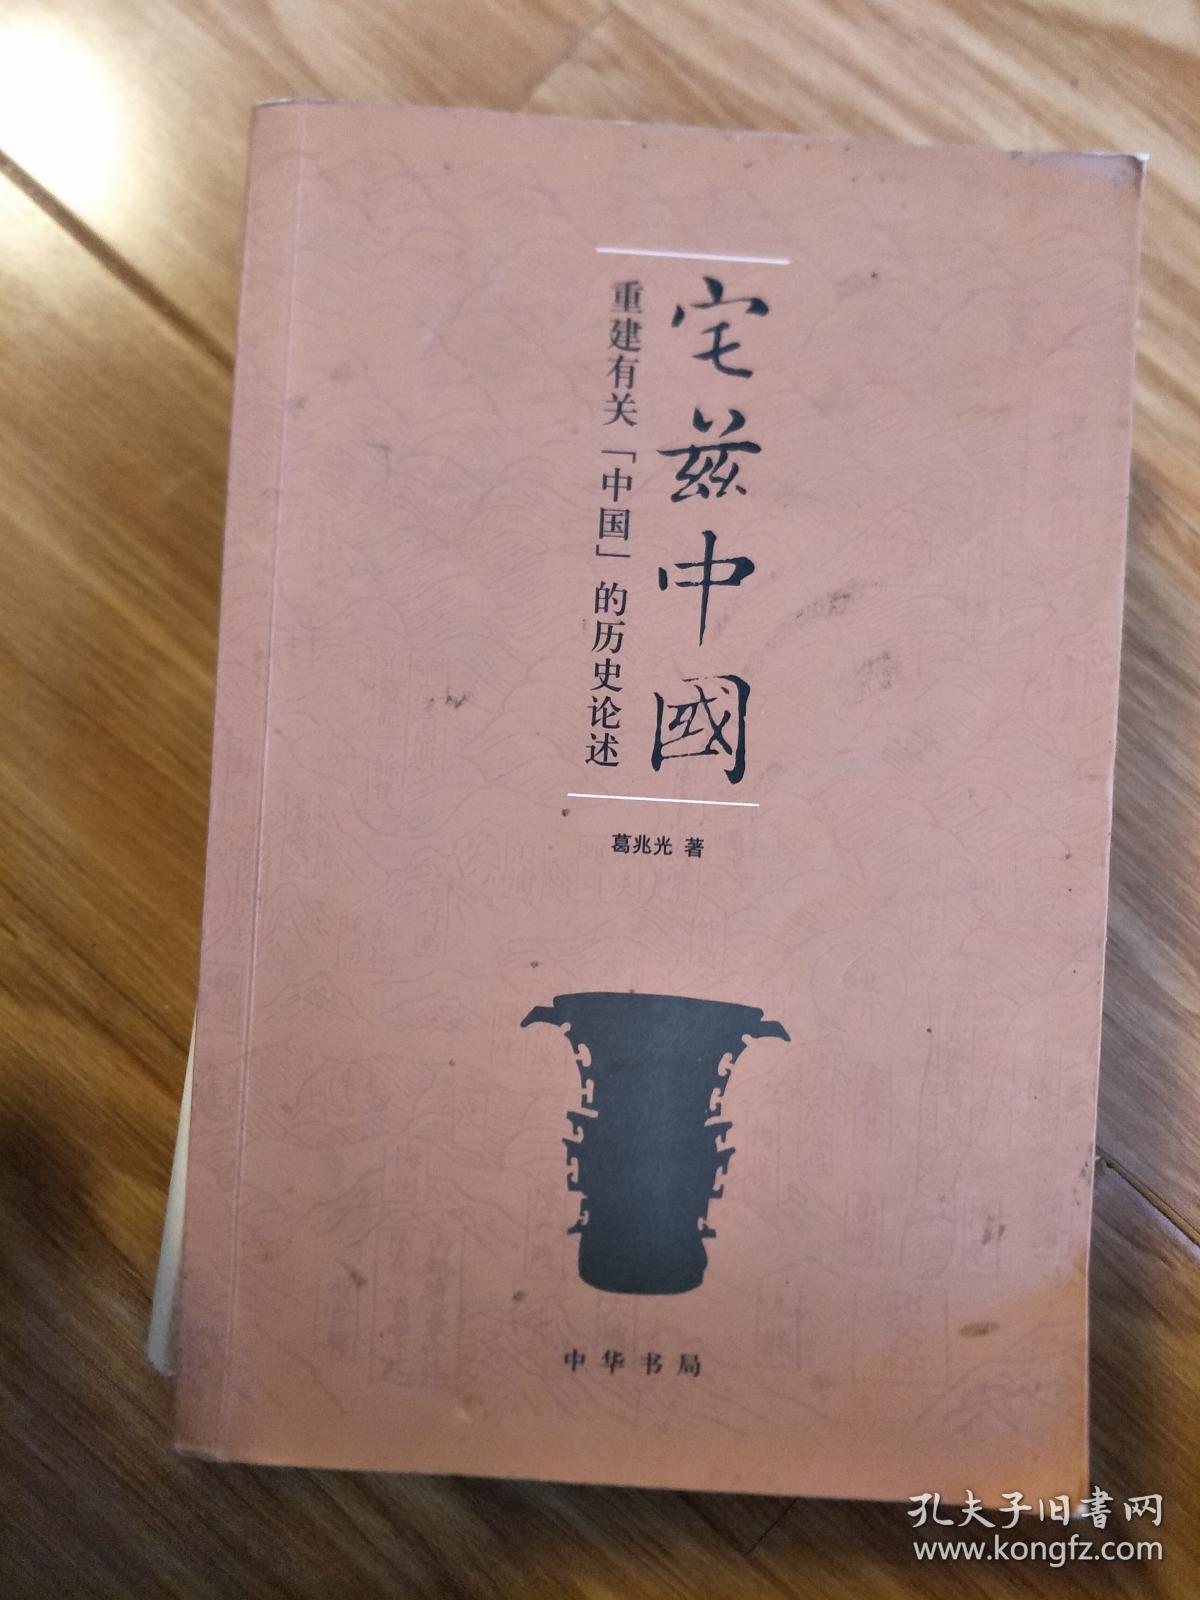 宅兹中國
重建有关「中国」的历史论述
葛兆光 著
中华书局
孔夫子旧书网
www.kongfz.com